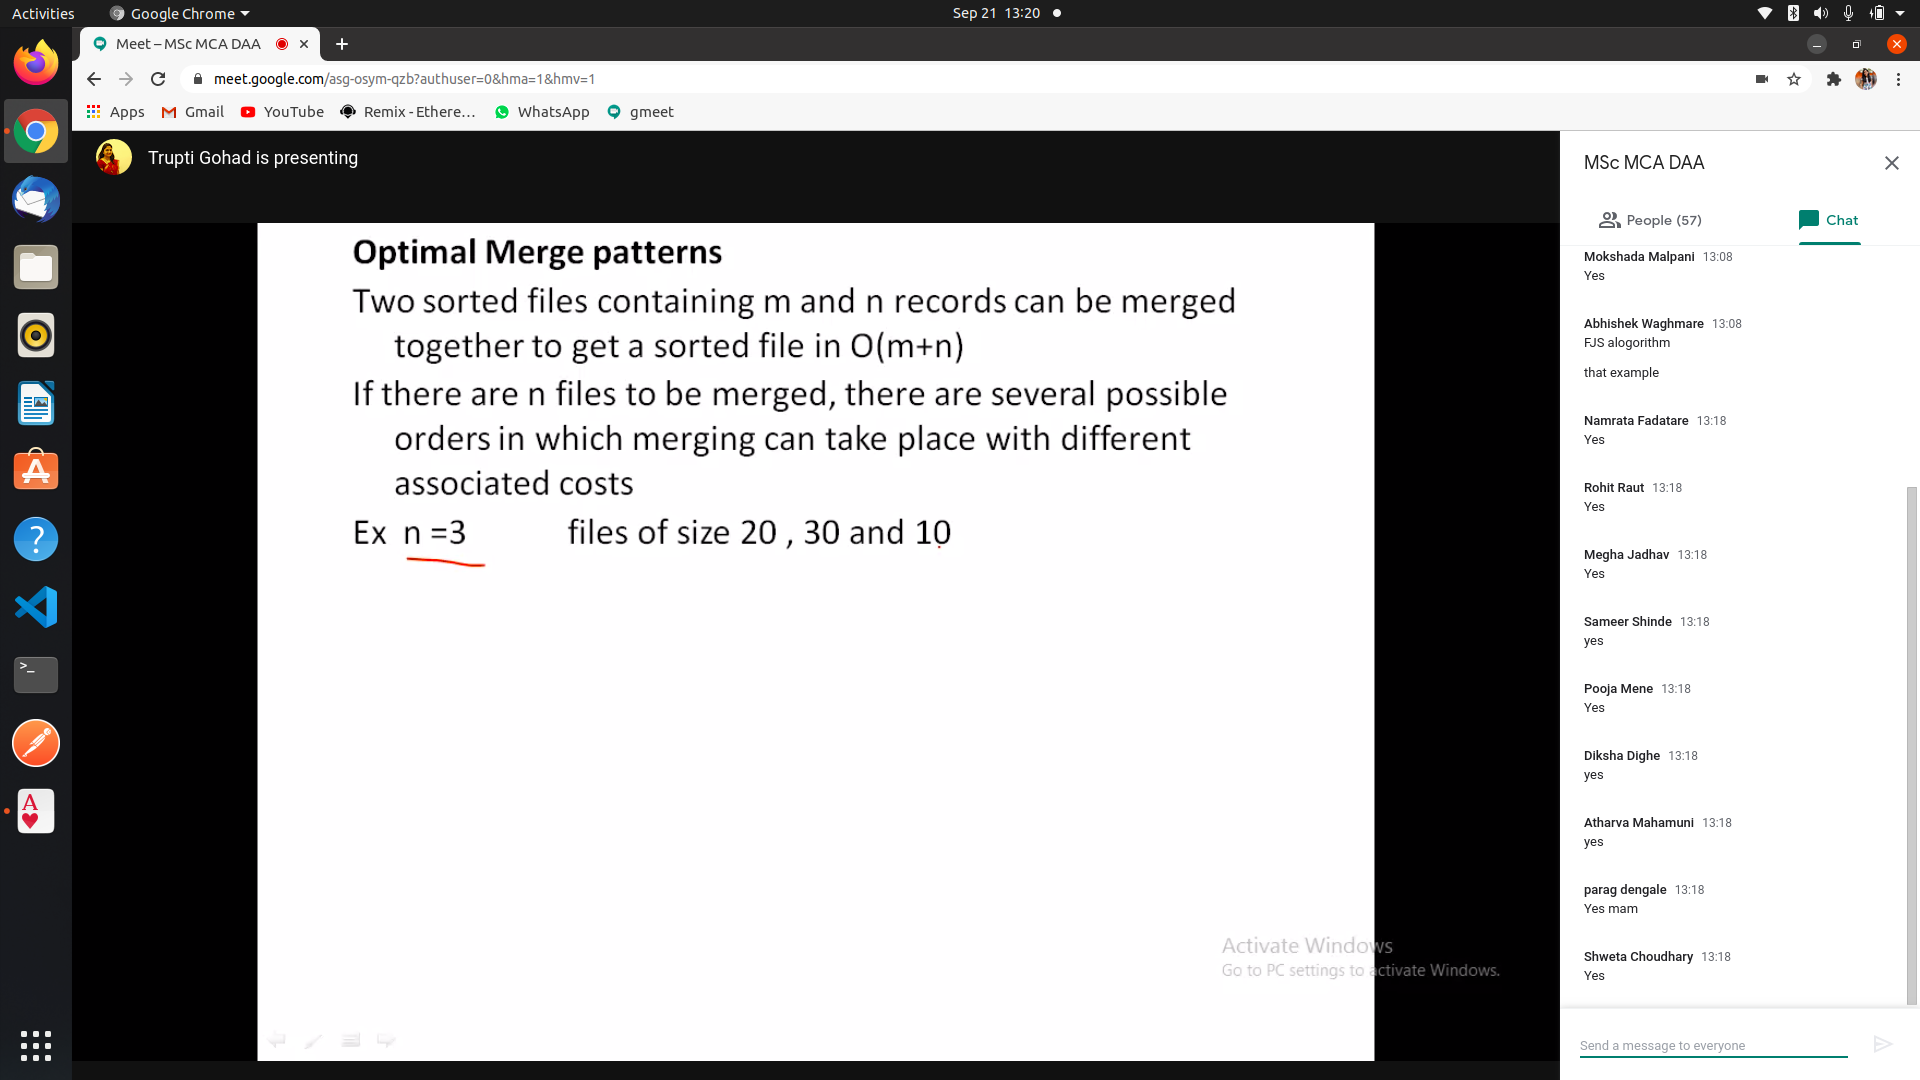 Activities
Google Chrome
Sep 21 13:20
Meet – MSc MCA DAA
meet.google.com/asg-osym-qzb?authuser=0&hma=1&hmv=1
Apps
Gmail
YouTube
Remix - Ethere...
WhatsApp
gmeet
Trupti Gohad is presenting
Optimal Merge patterns
Two sorted files containing m and n records can be merged
together to get a sorted file in O(m+n)
If there are n files to be merged, there are several possible
orders in which merging can take place with different
associated costs
Ex n =3 files of size 20 , 30 and 10
Activate Windows
Go to PC settings to activate Windows.
MSc MCA DAA
People (57)
Chat
Mokshada Malpani 13:08
Yes
Abhishek Waghmare 13:08
FJS alogorithm
that example
Namrata Fadatare 13:18
Yes
Rohit Raut 13:18
Yes
Megha Jadhav 13:18
Yes
Sameer Shinde 13:18
yes
Pooja Mene 13:18
Yes
Diksha Dighe 13:18
yes
Atharva Mahamuni 13:18
yes
parag dengale 13:18
Yes mam
Shweta Choudhary 13:18
Yes
Send a message to everyone